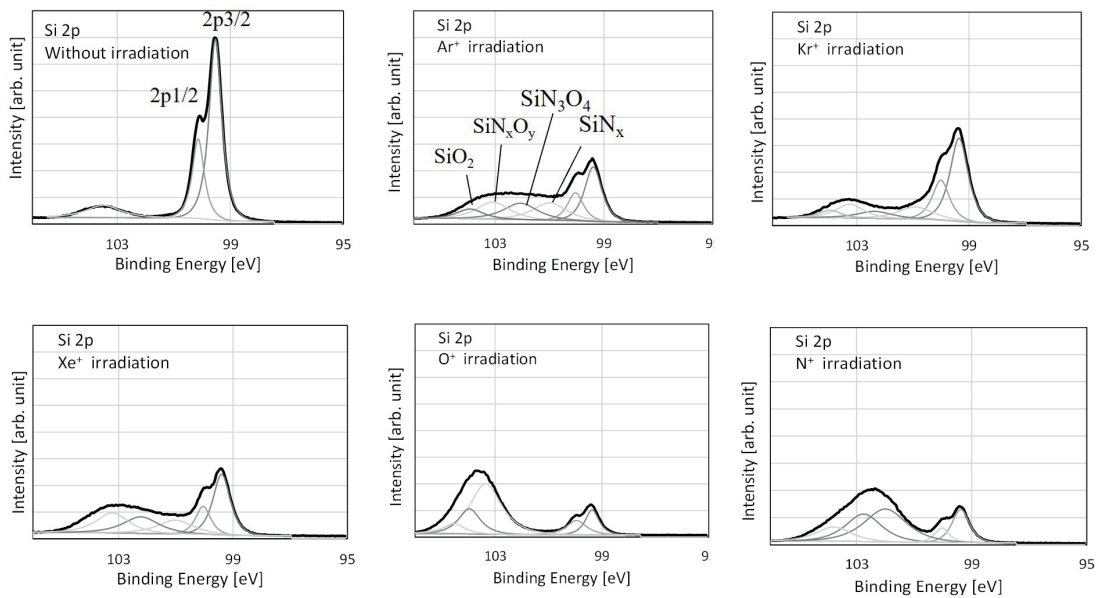 Si 2p
Without irradiation
2p3/2
2p1/2
Intensity [arb. unit]
103
99
95
Binding Energy [eV]
Si 2p
Ar⁺ irradiation
SiN₃O₄
SiNₓOᵧ
SiNₓ
SiO₂
Intensity [arb. unit]
103
99
9
Binding Energy [eV]
Si 2p
Kr⁺ irradiation
Intensity [arb. unit]
103
99
95
Binding Energy [eV]
Si 2p
Xe⁺ irradiation
Intensity [arb. unit]
103
99
95
Binding Energy [eV]
Si 2p
O⁺ irradiation
Intensity [arb. unit]
103
99
9
Binding Energy [eV]
Si 2p
N⁺ irradiation
Intensity [arb. unit]
103
99
95
Binding Energy [eV]